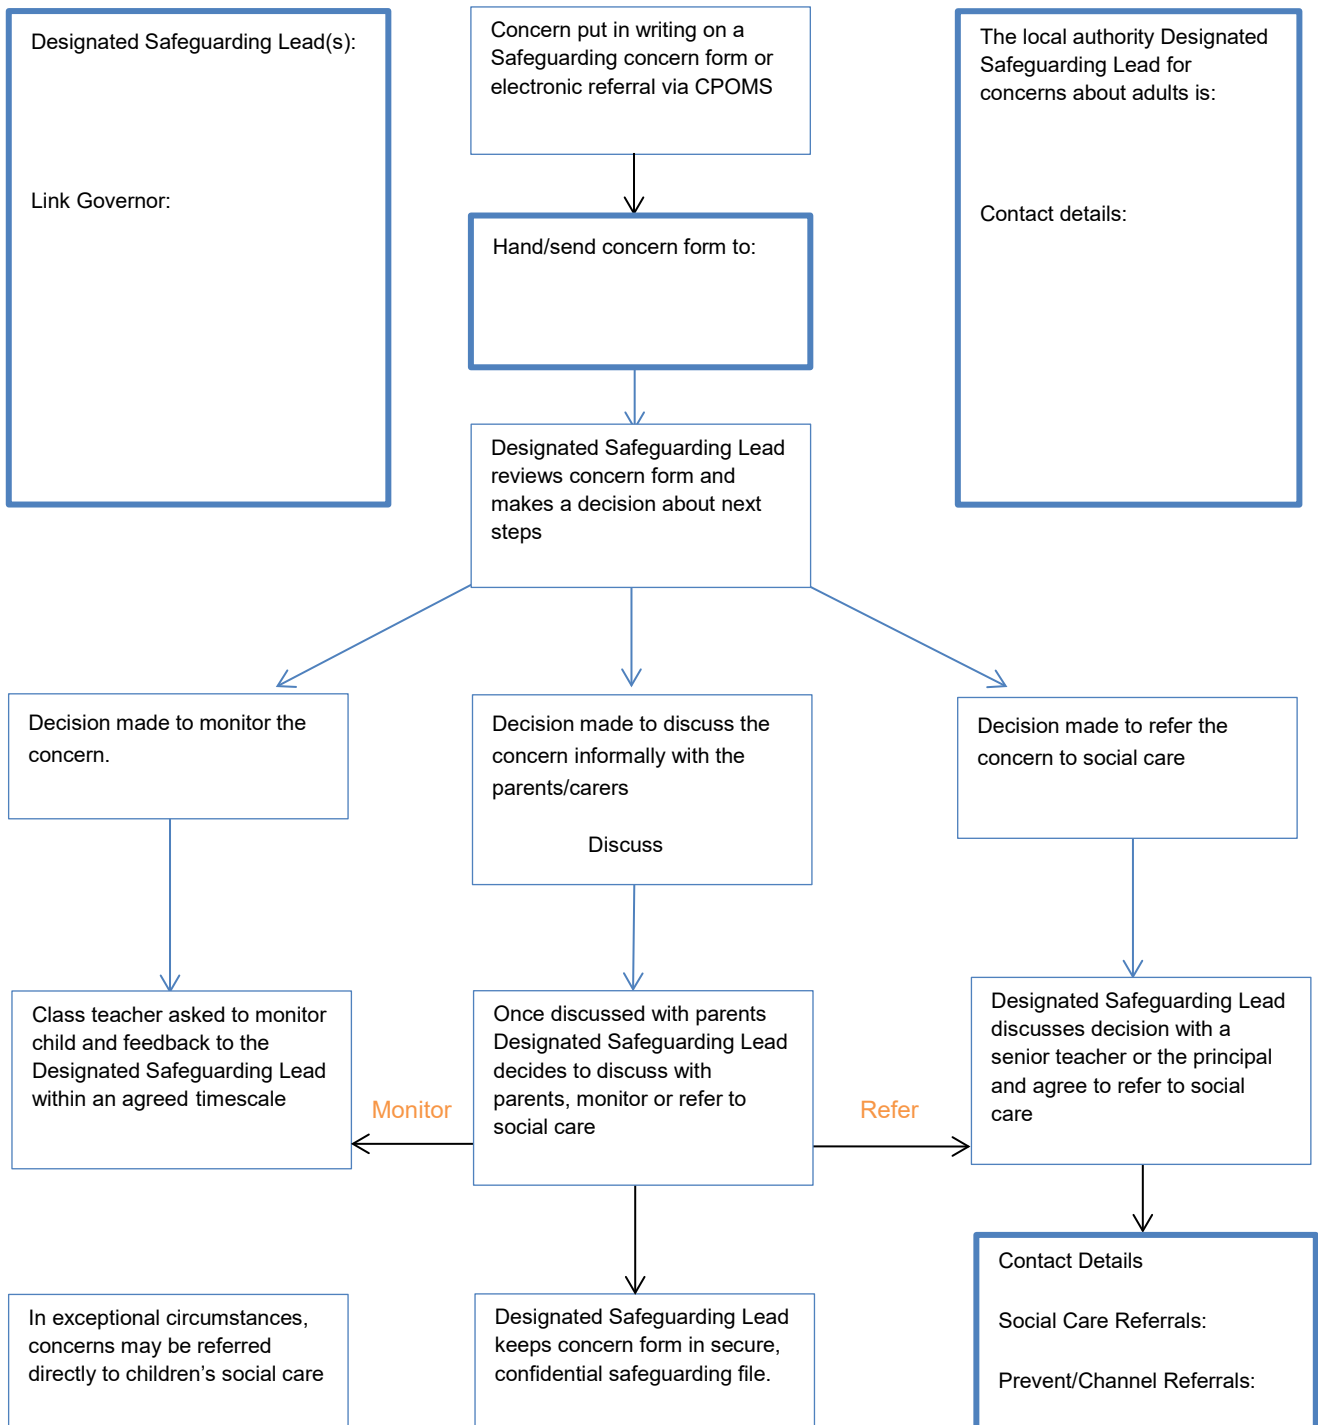 Designated Safeguarding Lead(s):
Link Governor:
Concern put in writing on a
Safeguarding concern form or
electronic referral via CPOMS
The local authority Designated
Safeguarding Lead for
concerns about adults is:
Contact details:
Hand/send concern form to:
Designated Safeguarding Lead
reviews concern form and
makes a decision about next
steps
Decision made to monitor the
concern.
Decision made to discuss the
concern informally with the
parents/carers
Discuss
Decision made to refer the
concern to social care
Class teacher asked to monitor
child and feedback to the
Designated Safeguarding Lead
within an agreed timescale
Monitor
Once discussed with parents
Designated Safeguarding Lead
decides to discuss with
parents, monitor or refer to
social care
Refer
Designated Safeguarding Lead
discusses decision with a
senior teacher or the principal
and agree to refer to social
care
In exceptional circumstances,
concerns may be referred
directly to children’s social care
Designated Safeguarding Lead
keeps concern form in secure,
confidential safeguarding file.
Contact Details
Social Care Referrals:
Prevent/Channel Referrals: